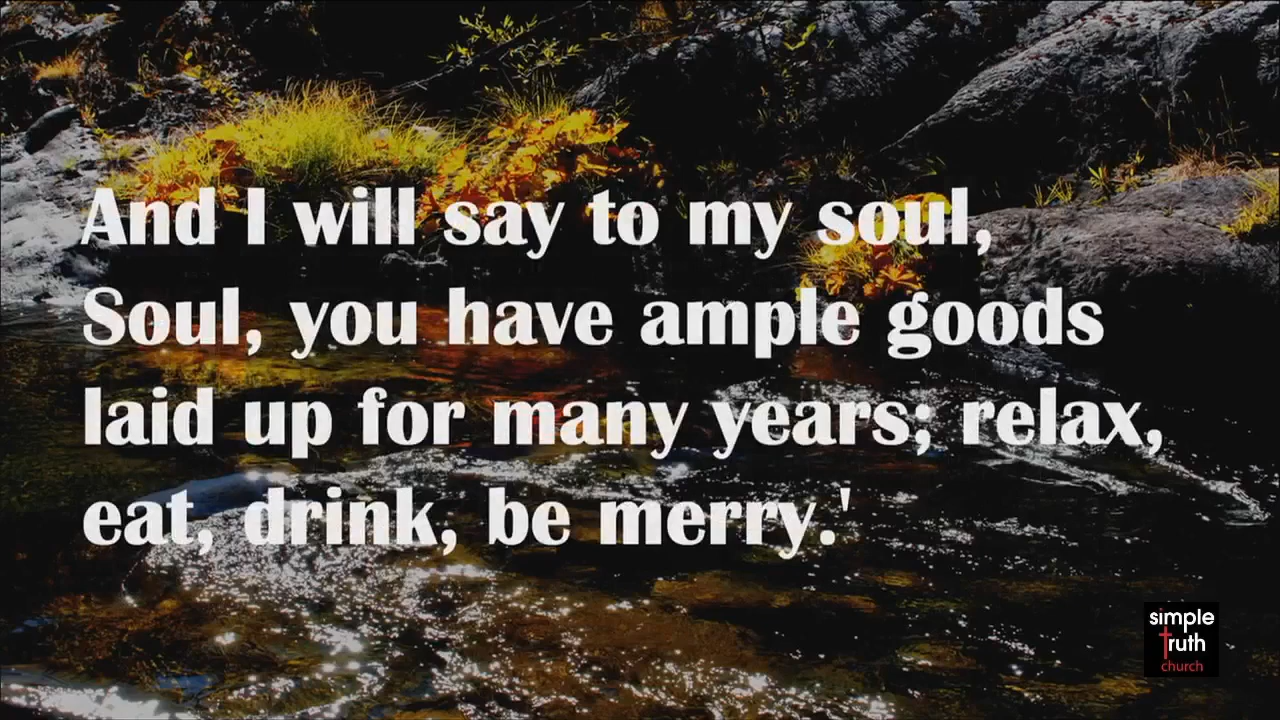 And I will say to my soul,
Soul, you have ample goods
laid up for many years; relax,
eat, drink, be merry.'
simple
truth
church